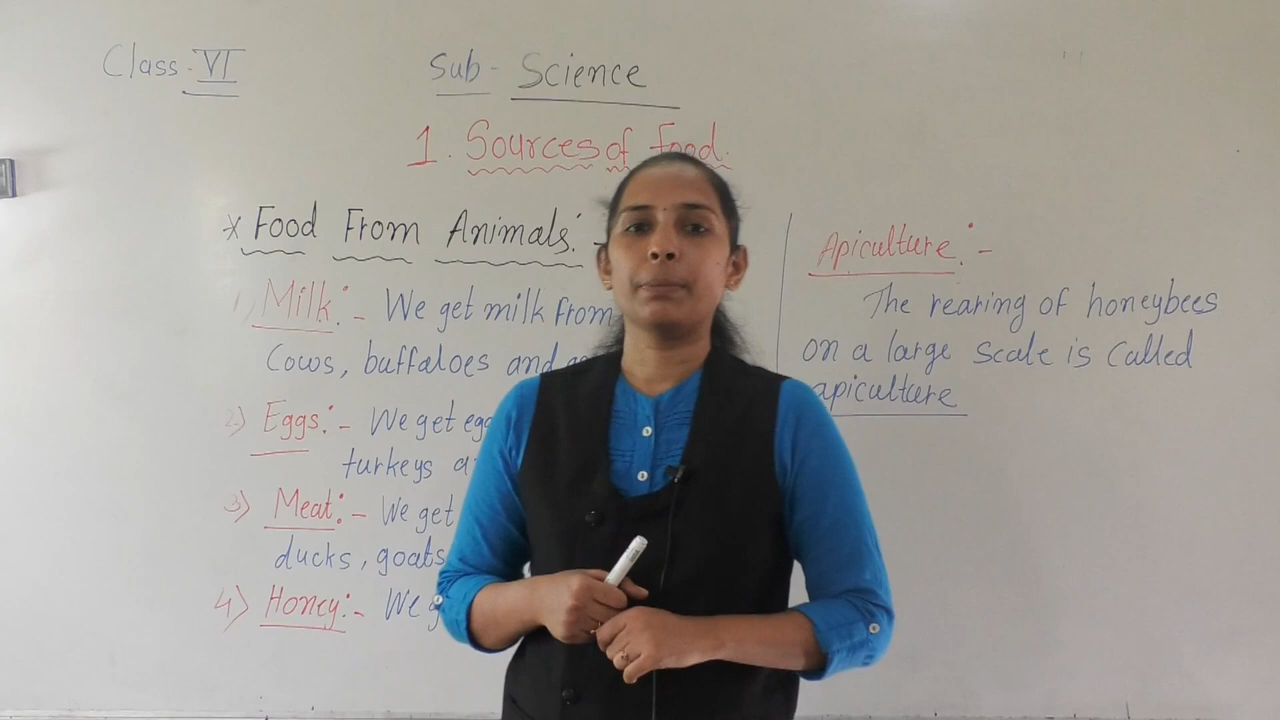 Class - VI
Sub - Science
1. Sources of Food.
* Food From Animals: -
1) Milk: - We get milk from
Cows, buffaloes and
2) Eggs: - We get
turkeys
3) Meat: - We get
ducks, goats
4) Honey: - We
Apiculture: -
The rearing of honeybees
on a large scale is called
apiculture